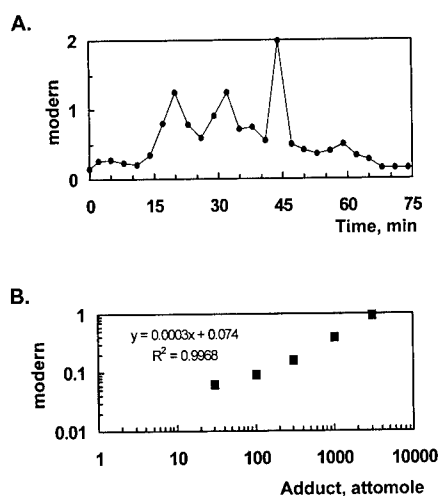 A.
2
1
0
modern
0 15 30 45 60 75
Time, min
B.
1
0.1
0.01
modern
y = 0.0003x + 0.074
R² = 0.9968
1 10 100 1000 10000
Adduct, attomole